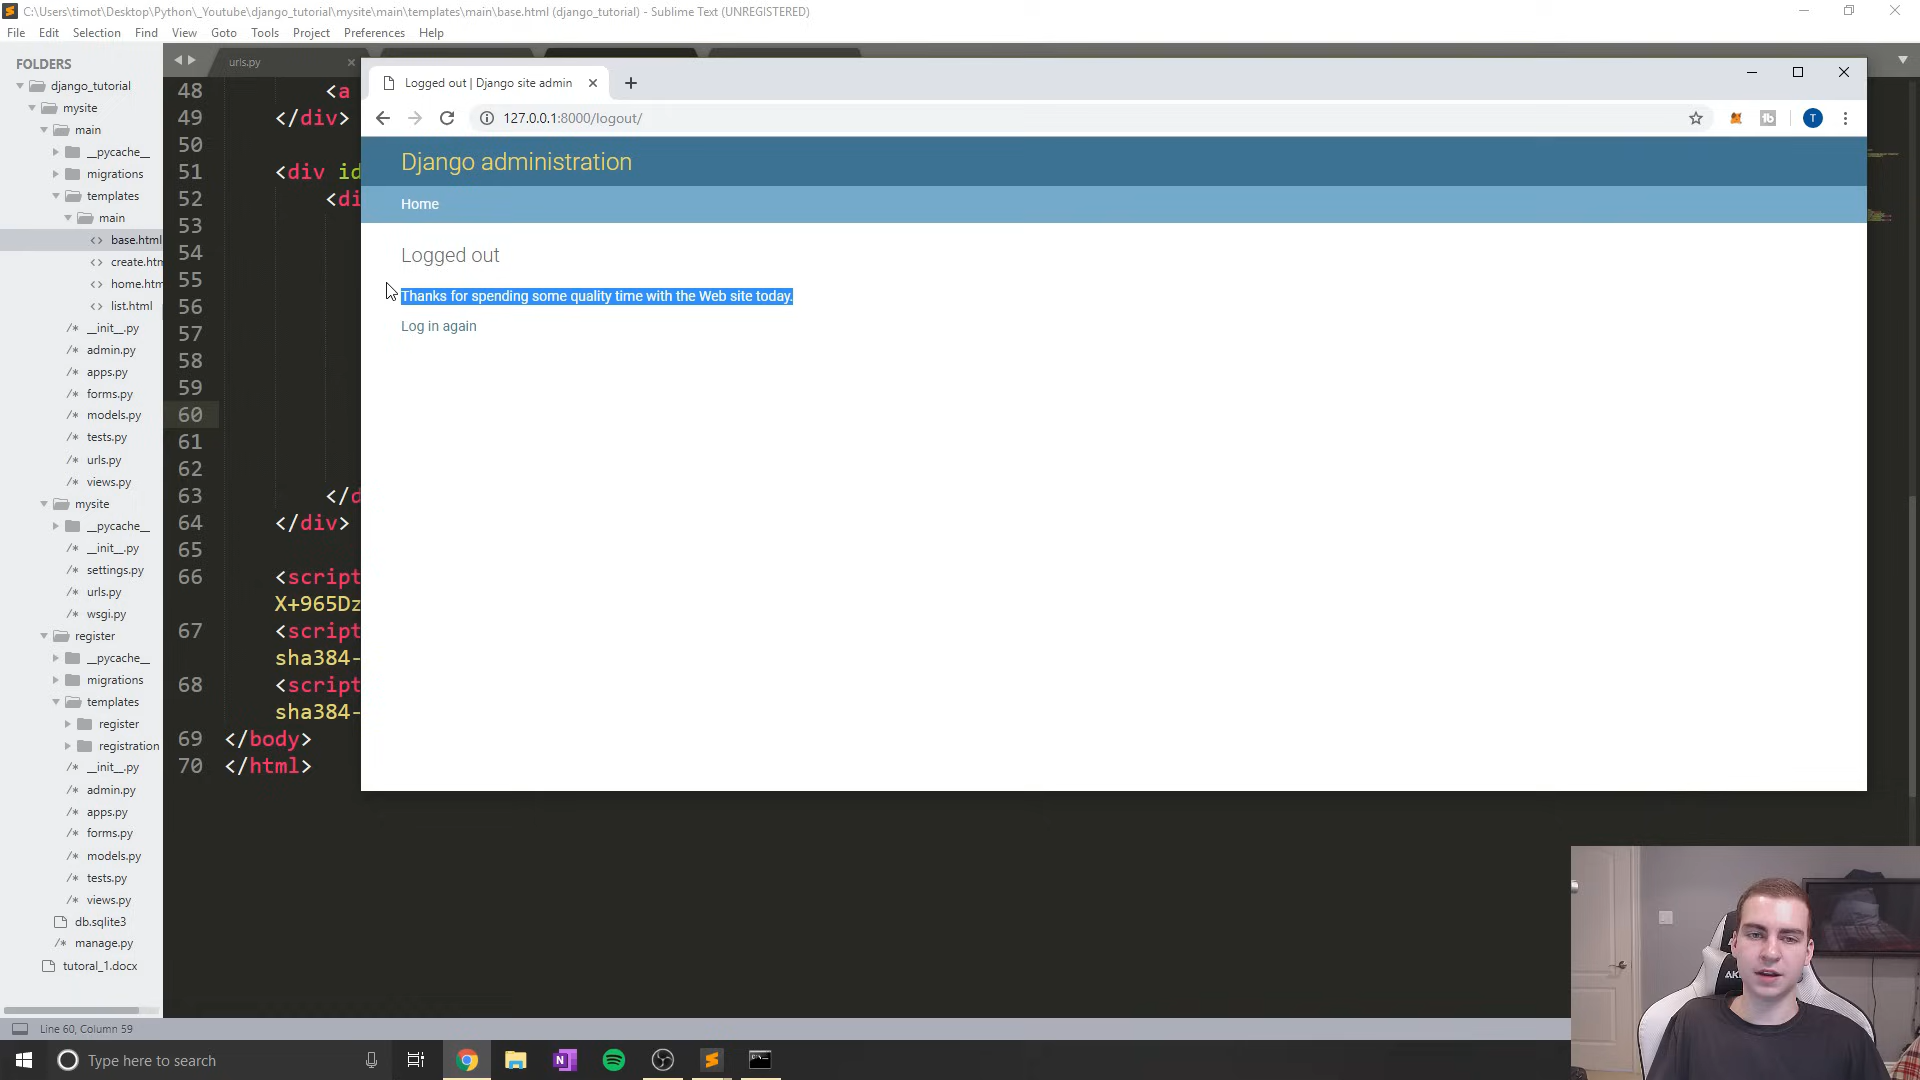 C:\Users\timot\Desktop\Python\_Youtube\django_tutorial\mysite\main\templates\main\base.html (django_tutorial) - Sublime Text (UNREGISTERED)
File Edit Selection Find View Goto Tools Project Preferences Help
FOLDERS
django_tutorial
mysite
main
__pycache__
migrations
templates
main
base.html
create.htm
home.htm
list.html
__init__.py
admin.py
apps.py
forms.py
models.py
tests.py
urls.py
views.py
mysite
__pycache__
__init__.py
settings.py
urls.py
wsgi.py
register
__pycache__
migrations
templates
register
registration
__init__.py
admin.py
apps.py
forms.py
models.py
tests.py
views.py
db.sqlite3
manage.py
tutoral_1.docx
urls.py
48 <a
49 </div>
50
51 <div id
52 <di
53
54
55
56
57
58
59
60
61
62
63 </d
64 </div>
65
66 <script
X+965Dz
67 <script
sha384-
68 <script
sha384-
69 </body>
70 </html>
Logged out | Django site admin
127.0.0.1:8000/logout/
T
Django administration
Home
Logged out
Thanks for spending some quality time with the Web site today.
Log in again
Line 60, Column 59
Type here to search